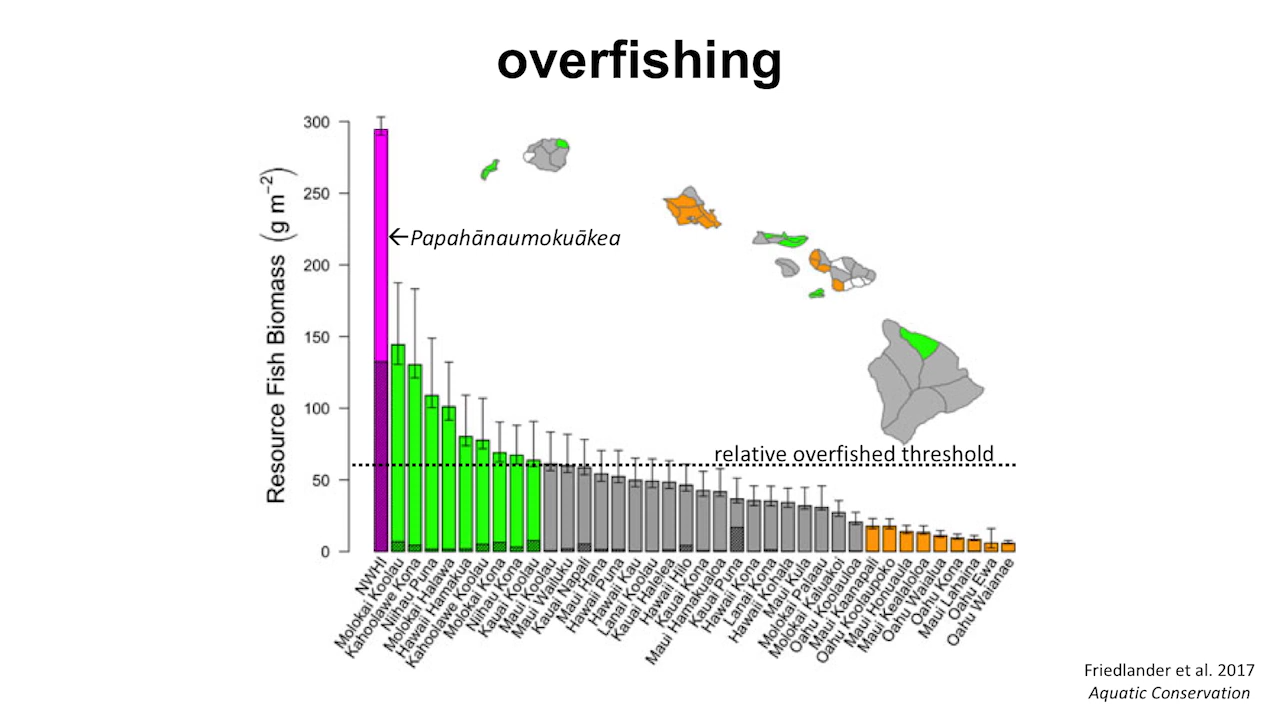 overfishing
Resource Fish Biomass (g m⁻²)
300
250
200
150
100
50
0
←Papahānaumokuākea
relative overfished threshold
NWHI
Molokai Koolau
Kahoolawe Kona
Niihau Puna
Molokai Halawa
Hawaii Hamakua
Kahoolawe Koolau
Molokai Kona
Niihau Kona
Kauai Koolau
Maui Koolau
Maui Wailuku
Kauai Napali
Maui Hana
Hawaii Puna
Hawaii Kau
Lanai Koolau
Kauai Haelea
Hawaii Hilo
Kauai Kona
Maui Hamakualoa
Kauai Puna
Hawaii Kona
Lanai Kona
Hawaii Kohala
Maui Kula
Molokai Palaau
Molokai Kaluakoi
Oahu Koolauloa
Maui Kaanapali
Oahu Koolaupoko
Maui Honuaula
Maui Kealaloloa
Oahu Waialua
Oahu Kona
Maui Lahaina
Oahu Ewa
Oahu Waianae
Friedlander et al. 2017
Aquatic Conservation